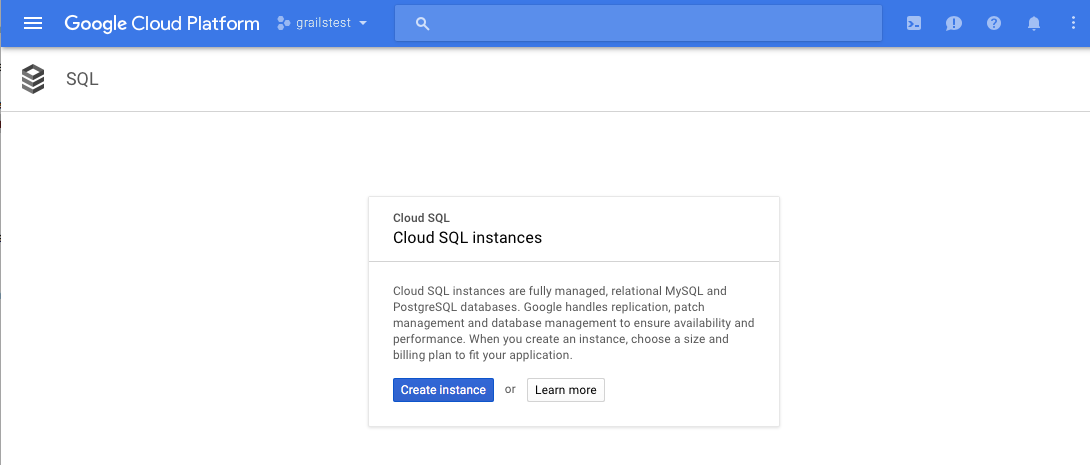 Google Cloud Platform grailstest
SQL
Cloud SQL
Cloud SQL instances
Cloud SQL instances are fully managed, relational MySQL and
PostgreSQL databases. Google handles replication, patch
management and database management to ensure availability and
performance. When you create an instance, choose a size and
billing plan to fit your application.
Create instance or Learn more